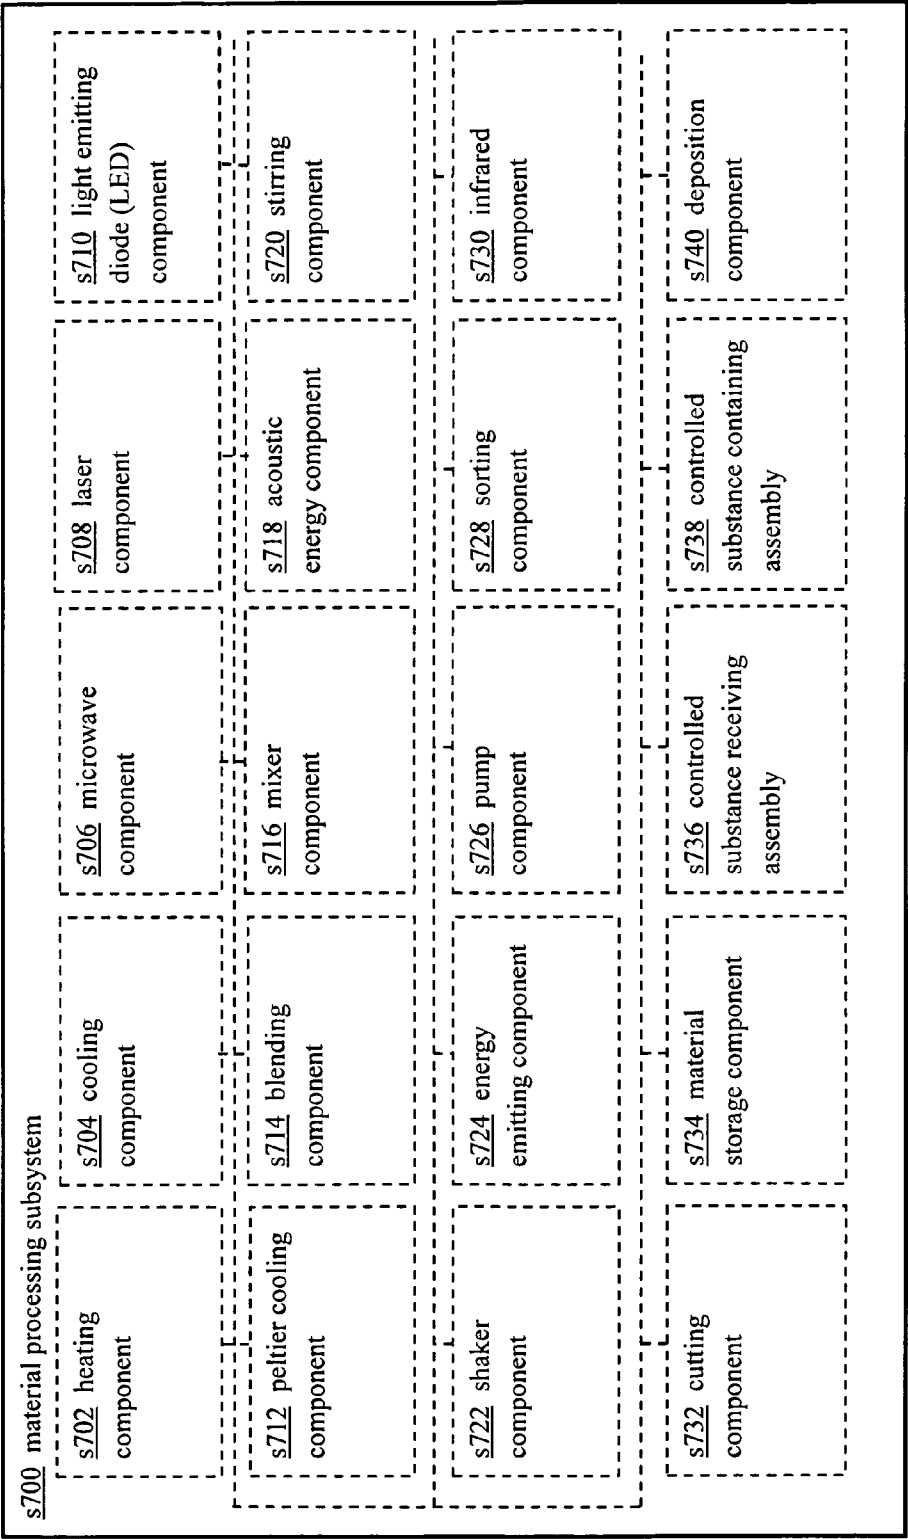 s700 material processing subsystem
s702 heating
component
s704 cooling
component
s706 microwave
component
s708 laser
component
s710 light emitting
diode (LED)
component
s712 peltier cooling
component
s714 blending
component
s716 mixer
component
s718 acoustic
energy component
s720 stirring
component
s722 shaker
component
s724 energy
emitting component
s726 pump
component
s728 sorting
component
s730 infrared
component
s732 cutting
component
s734 material
storage component
s736 controlled
substance receiving
assembly
s738 controlled
substance containing
assembly
s740 deposition
component